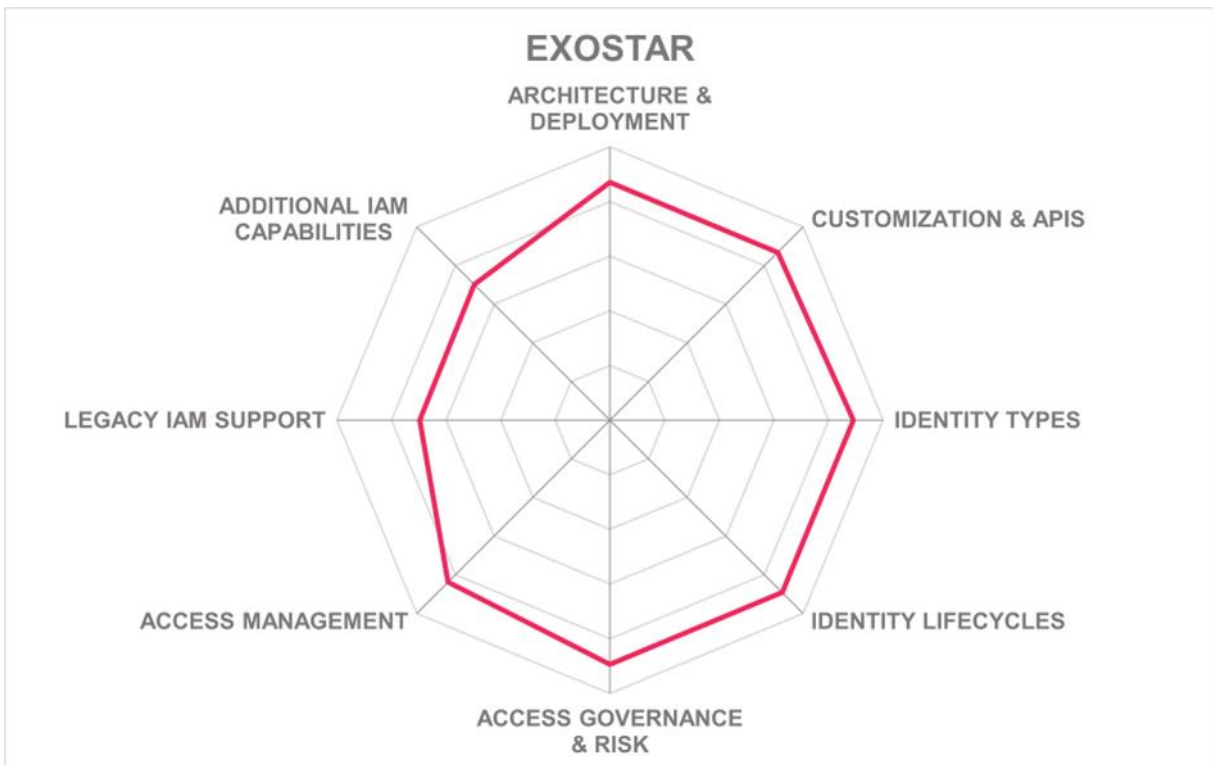 EXOSTAR
ARCHITECTURE &
DEPLOYMENT
ADDITIONAL IAM
CAPABILITIES
CUSTOMIZATION & APIS
LEGACY IAM SUPPORT
IDENTITY TYPES
ACCESS MANAGEMENT
IDENTITY LIFECYCLES
ACCESS GOVERNANCE
& RISK